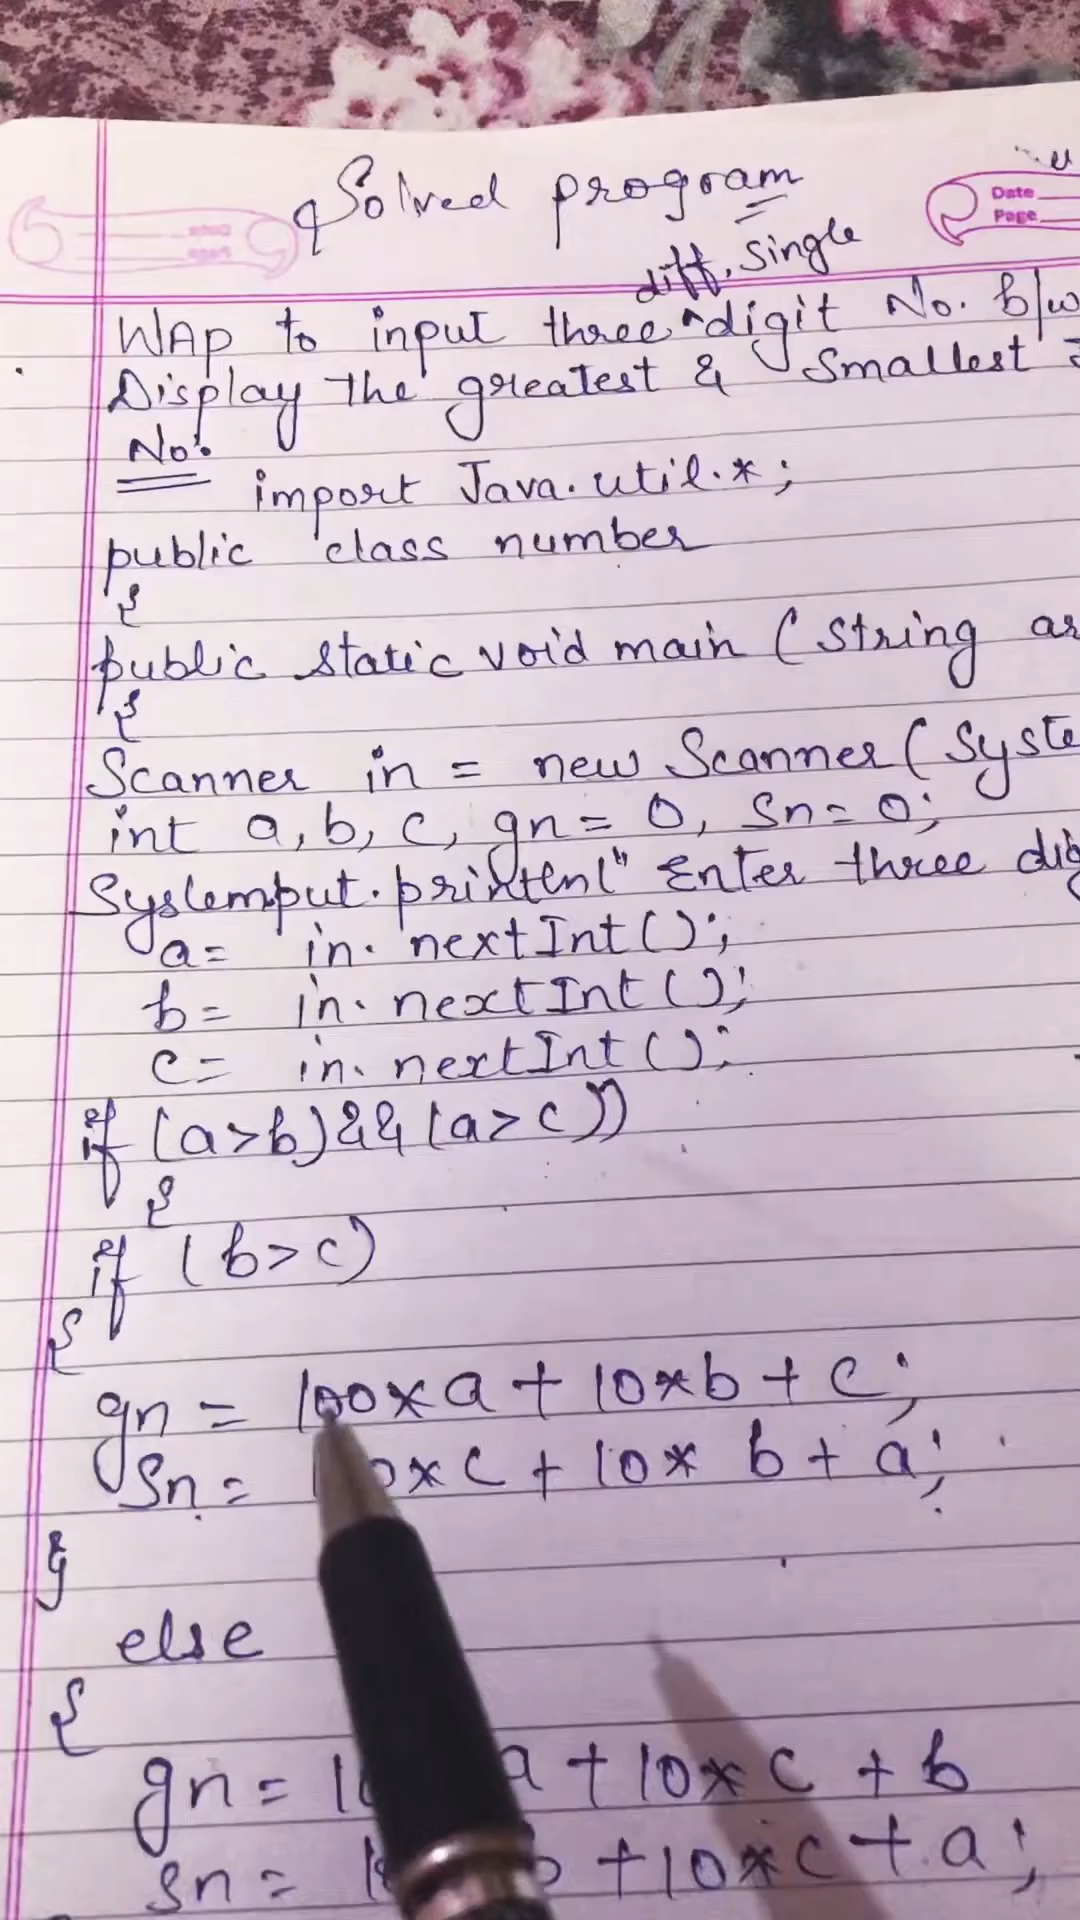 Solved program
Date
Page
diff, single
WAP to input three ^ digit No. b/w
Display the greatest & smallest
No:
import Java.util.*;
public class number
{
public static void main (String ar
{
Scanner in = new Scanner (Syste
int a, b, c, gn = 0, Sn = 0;
Enter three dig
a = in. nextInt();
b = in. nextInt();
c = in. nextInt();
if (a>b) && (a>c))
{
if (b>c)
{
gn = 100*a + 10*b + c;
Sn = c + 10* b + a;
}
else
{
gn = a + 10*c + b
sn = + 10*c + a;